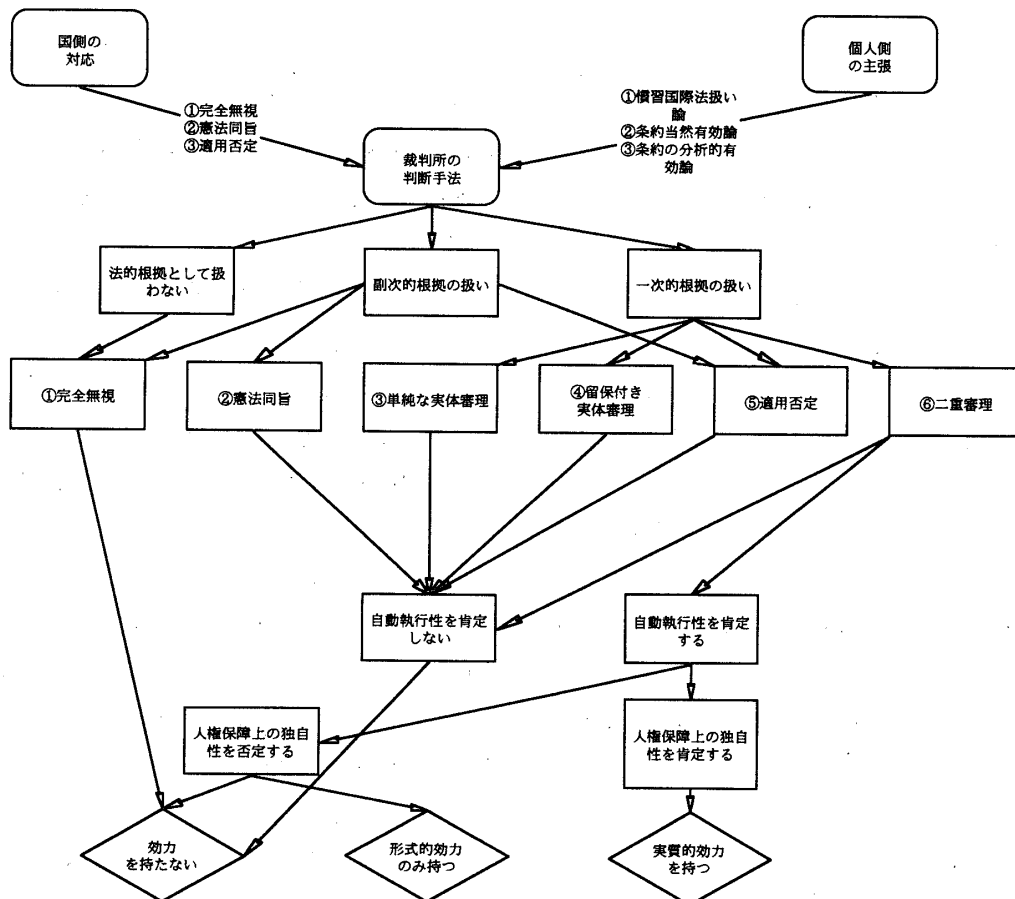 国側の
対応
個人側
の主張
①完全無視
②憲法同旨
③適用否定
①慣習国際法扱い
論
②条約当然有効論
③条約の分析的有
効論
裁判所の
判断手法
法的根拠として扱
わない
副次的根拠の扱い
一次的根拠の扱い
①完全無視
②憲法同旨
③単純な実体審理
④留保付き
実体審理
⑤適用否定
⑥二重審理
自動執行性を肯定
しない
自動執行性を肯定
する
人権保障上の独自
性を否定する
人権保障上の独自
性を肯定する
効力
を持たない
形式的効力
のみ持つ
実質的効力
を持つ